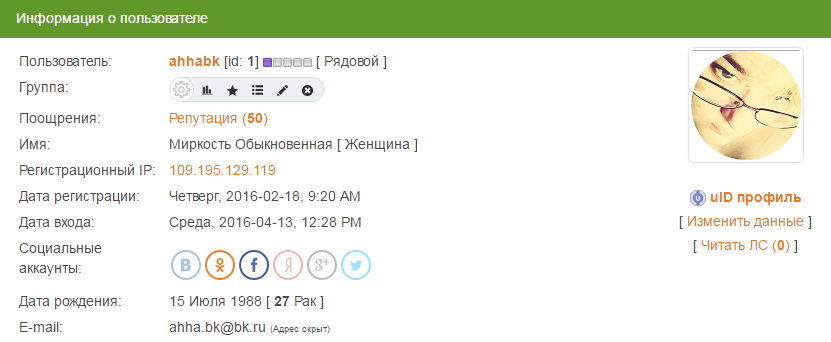 Информация о пользователе
Пользователь: ahhabk [id: 1] [ Рядовой ]
Группа:
Поощрения: Репутация (50)
Имя: Миркость Обыкновенная [ Женщина ]
Регистрационный IP: 109.195.129.119
Дата регистрации: Четверг, 2016-02-18, 9:20 AM
Дата входа: Среда, 2016-04-13, 12:28 PM
Социальные
аккаунты: В f Я g+
Дата рождения: 15 Июля 1988 [ 27 Рак ]
E-mail: ahha.bk@bk.ru (Адрес скрыт)
uID профиль
[ Изменить данные ]
[ Читать ЛС (0) ]